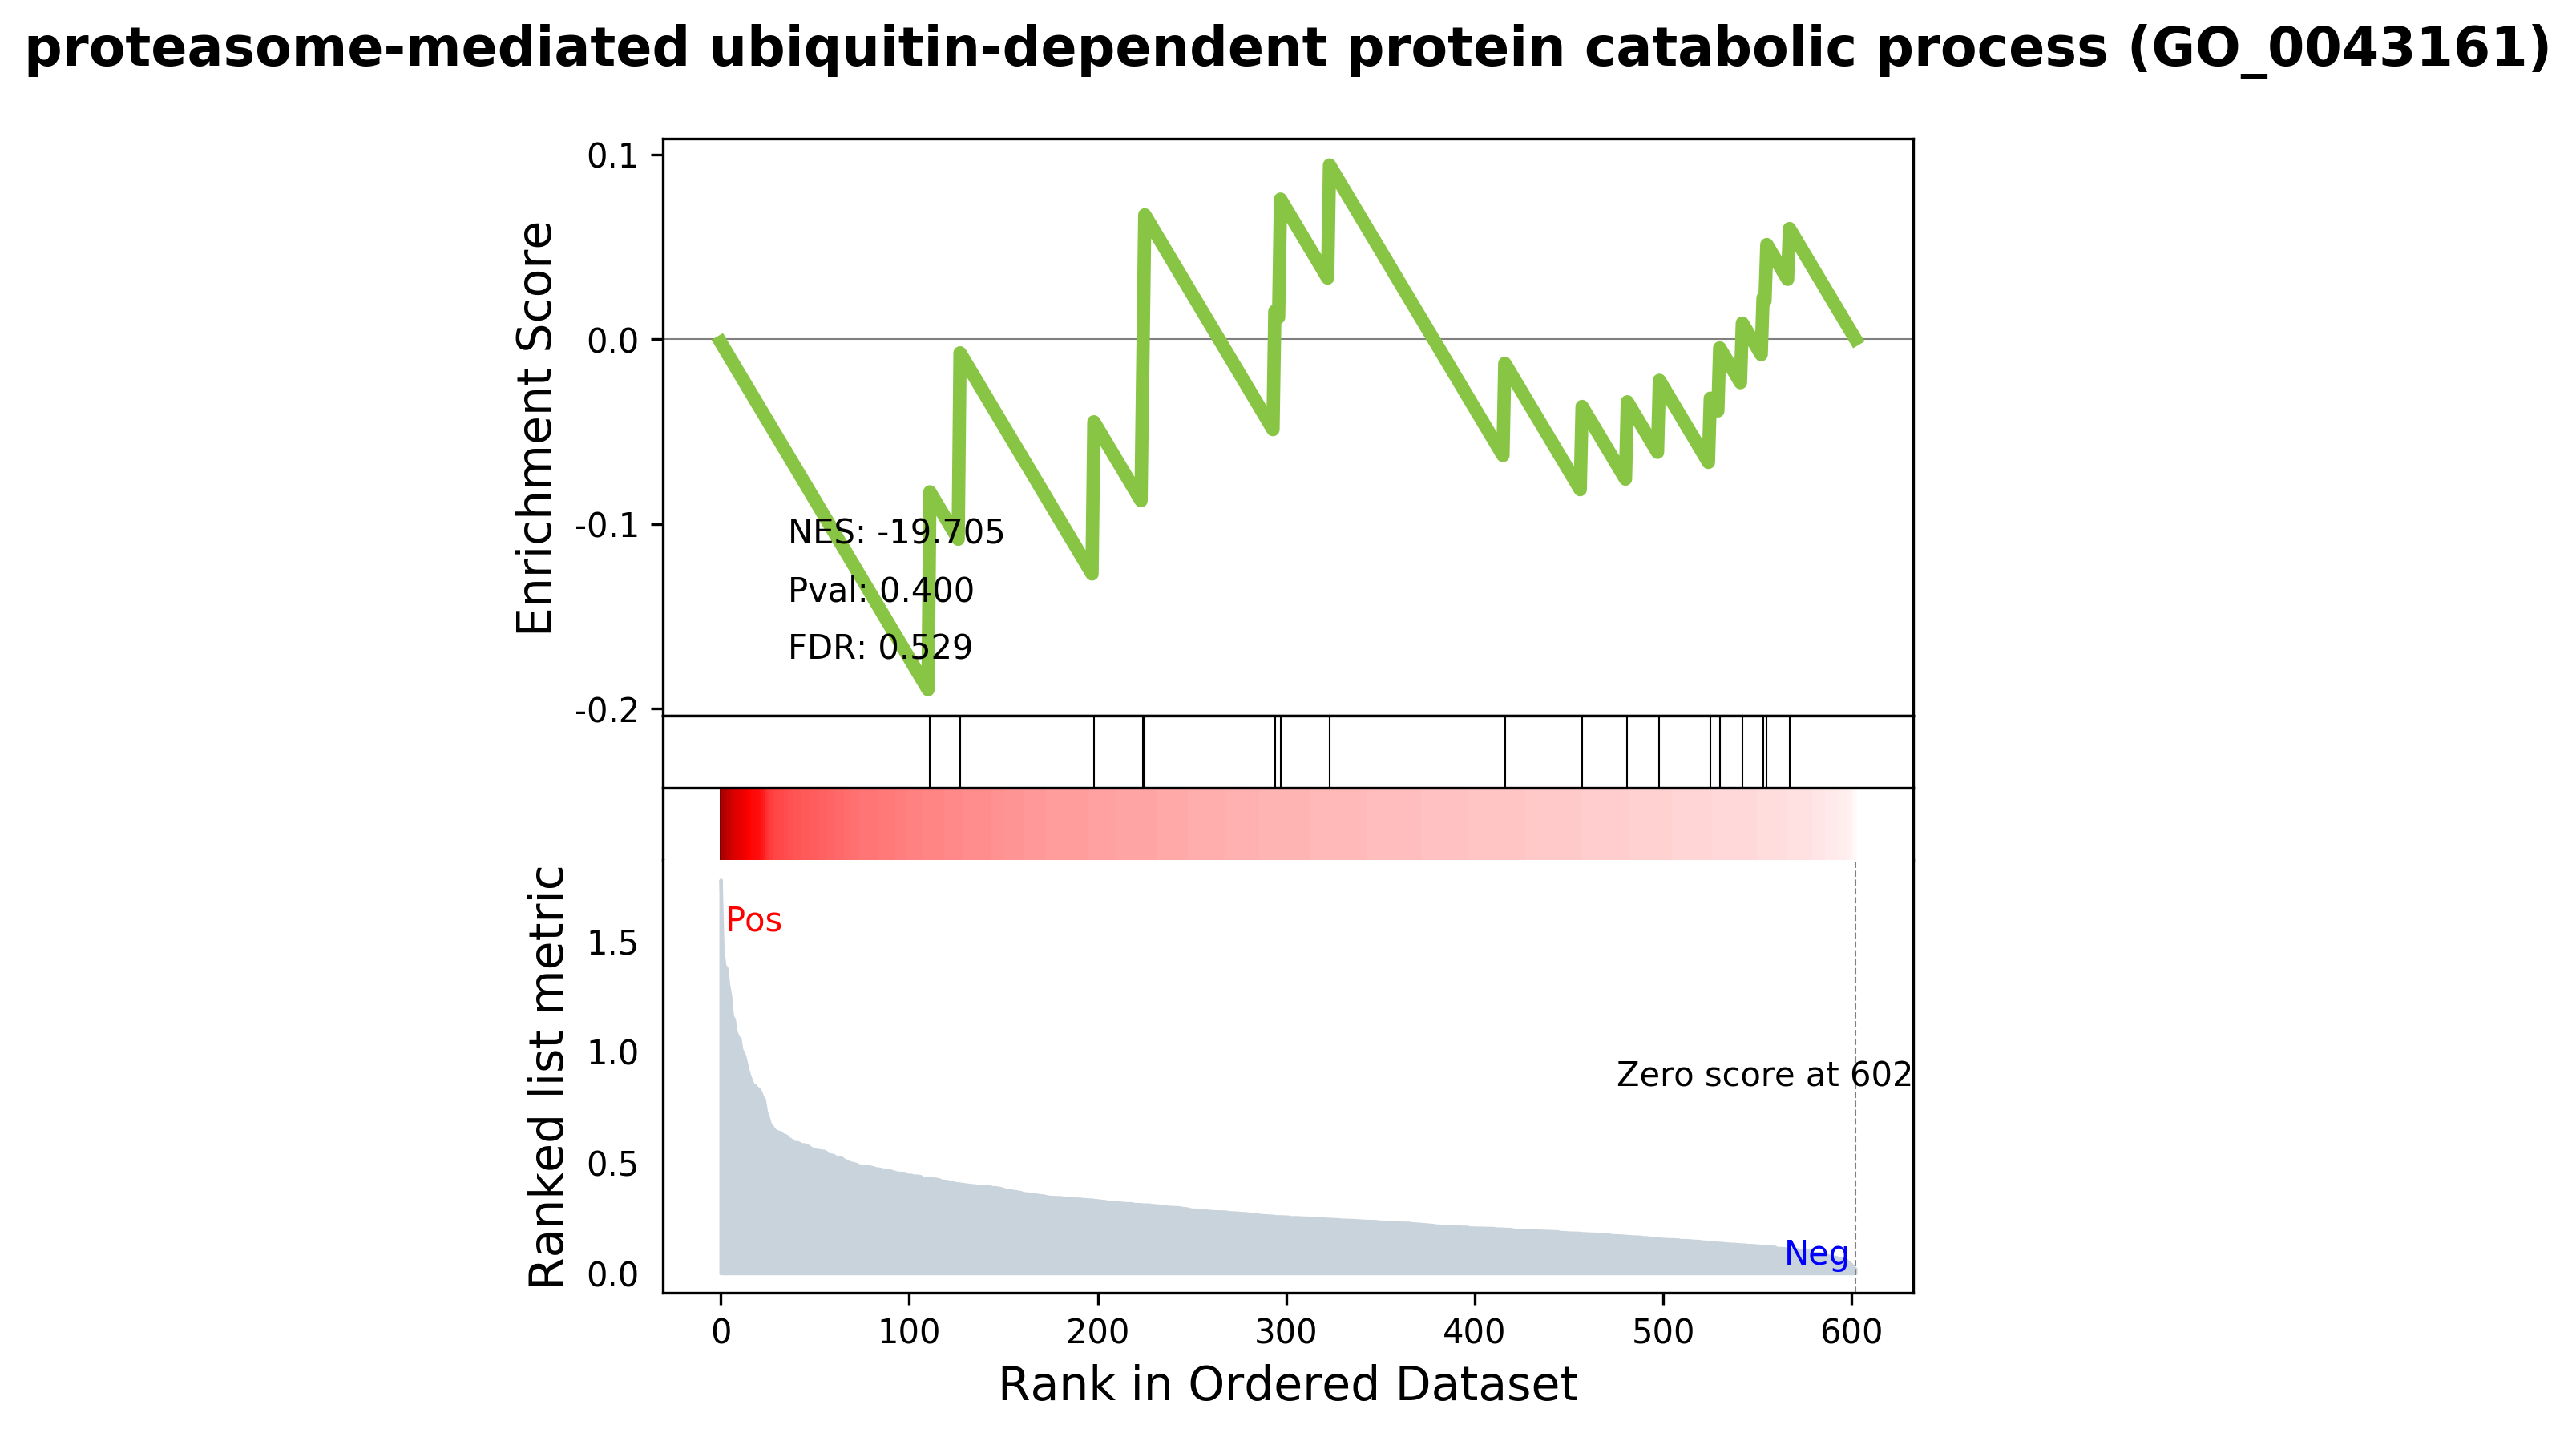 proteasome-mediated ubiquitin-dependent protein catabolic process (GO_0043161)
Enrichment Score
0.1
0.0
-0.1
-0.2
NES: -19.705
Pval: 0.400
FDR: 0.529
Ranked list metric
1.5
1.0
0.5
0.0
Pos
Zero score at 602
Neg
0 100 200 300 400 500 600
Rank in Ordered Dataset